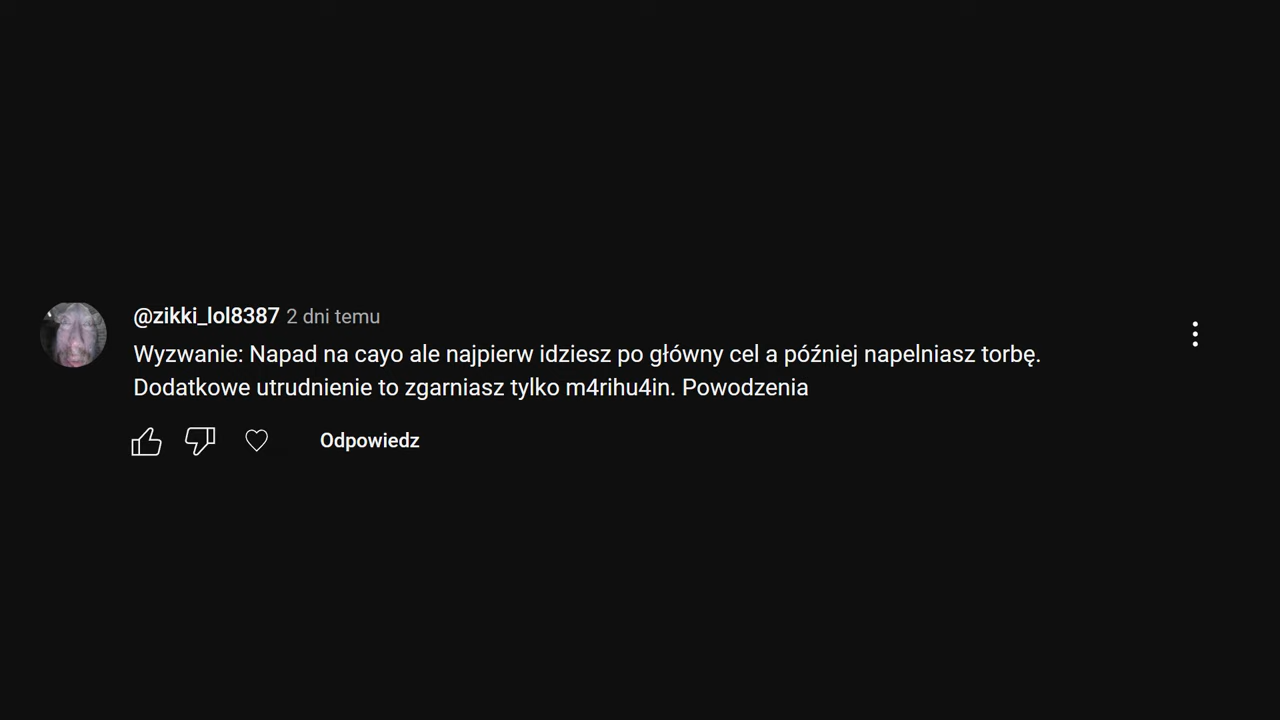 @zikki_lol8387 2 dni temu
Wyzwanie: Napad na cayo ale najpierw idziesz po główny cel a później napelniasz torbę.
Dodatkowe utrudnienie to zgarniasz tylko m4rihu4in. Powodzenia
Odpowiedz